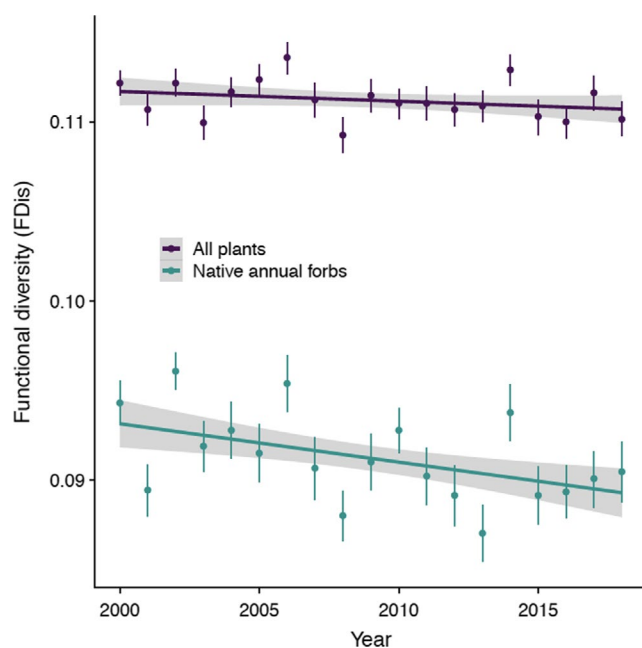 0.11
0.10
0.09
Functional diversity (FDis)
All plants
Native annual forbs
2000 2005 2010 2015
Year